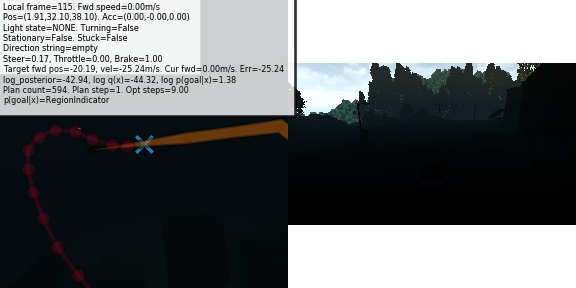 Local frame=115: Fwd speed=0.00m/s
Pos=(1.91,32.10,38.10). Acc=(0.00,-0.00,0.00)
Light state=NONE. Turning=False
Stationary=False. Stuck=False
Direction string=empty
Steer=0.17, Throttle=0.00, Brake=1.00
Target fwd pos=-20.19, vel=-25.24m/s. Cur fwd=0.00m/s. Err=-25.24
log_posterior=-42.94, log q(x)=-44.32, log p(goal|x)=1.38
Plan count=594. Plan step=1. Opt steps=9.00
p(goal|x)=RegionIndicator